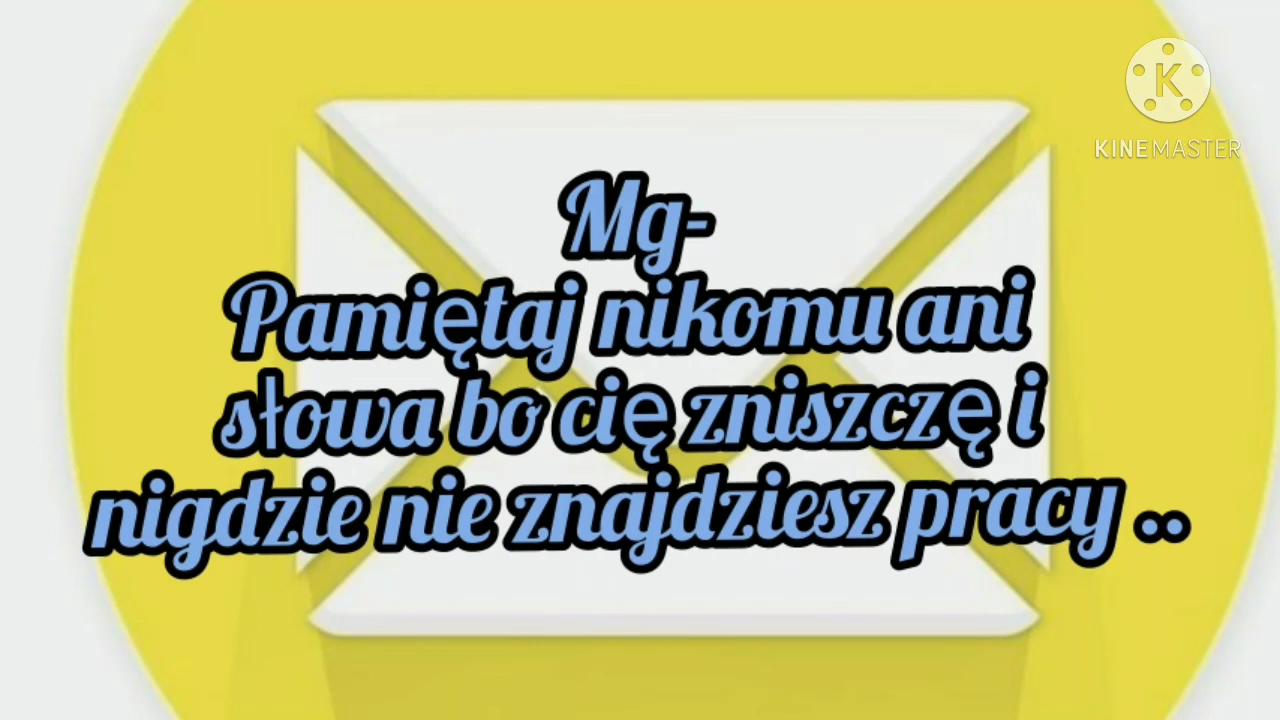 K
KINEMASTER
Mg-
Pamiętaj nikomu ani
słowa bo cię zniszczę i
nigdzie nie znajdziesz pracy ..